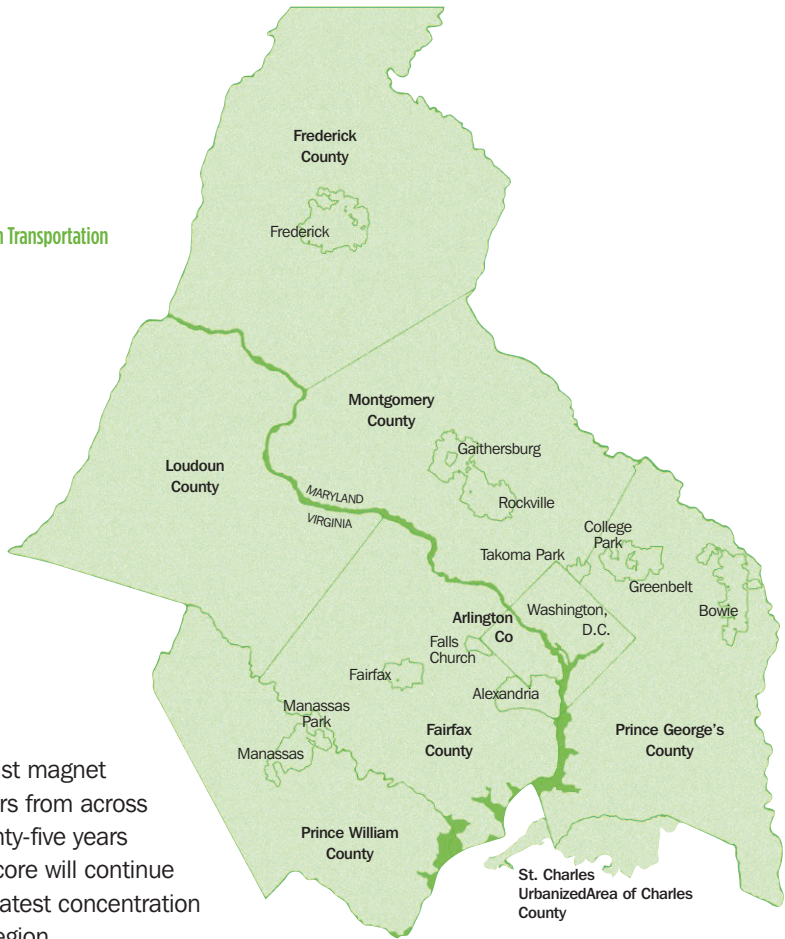 Frederick
County
Frederick
n Transportation
Montgomery
County
Gaithersburg
Loudoun
County
Rockville
MARYLAND
VIRGINIA
College
Park
Takoma Park
Greenbelt
Bowie
Washington,
D.C.
Arlington
Co
Falls
Church
Fairfax
Alexandria
Manassas
Park
Manassas
Fairfax
County
Prince George's
County
Prince William
County
St. Charles
UrbanizedArea of Charles
County
st magnet
rs from across
nty-five years
core will continue
atest concentration
egion